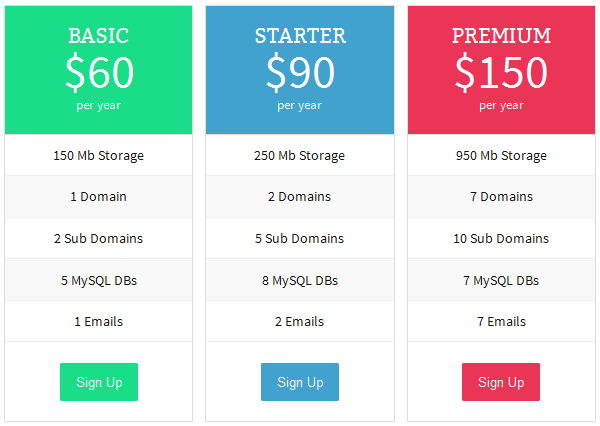 BASIC
$60
per year
150 Mb Storage
1 Domain
2 Sub Domains
5 MySQL DBs
1 Emails
Sign Up
STARTER
$90
per year
250 Mb Storage
2 Domains
5 Sub Domains
8 MySQL DBs
2 Emails
Sign Up
PREMIUM
$150
per year
950 Mb Storage
7 Domains
10 Sub Domains
7 MySQL DBs
7 Emails
Sign Up